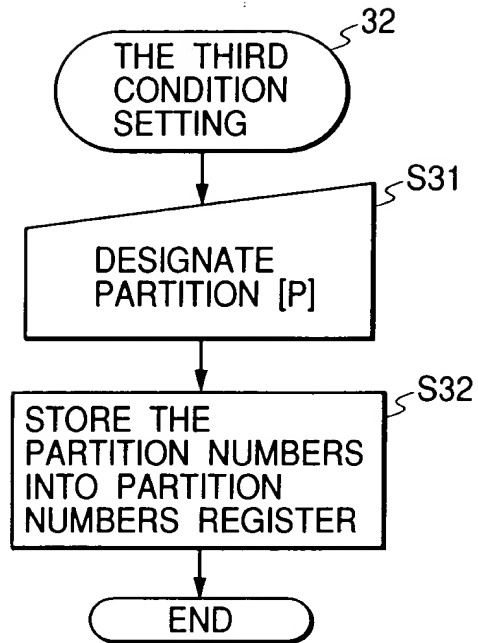 32
THE THIRD
CONDITION
SETTING
S31
DESIGNATE
PARTITION [P]
S32
STORE THE
PARTITION NUMBERS
INTO PARTITION
NUMBERS REGISTER
END